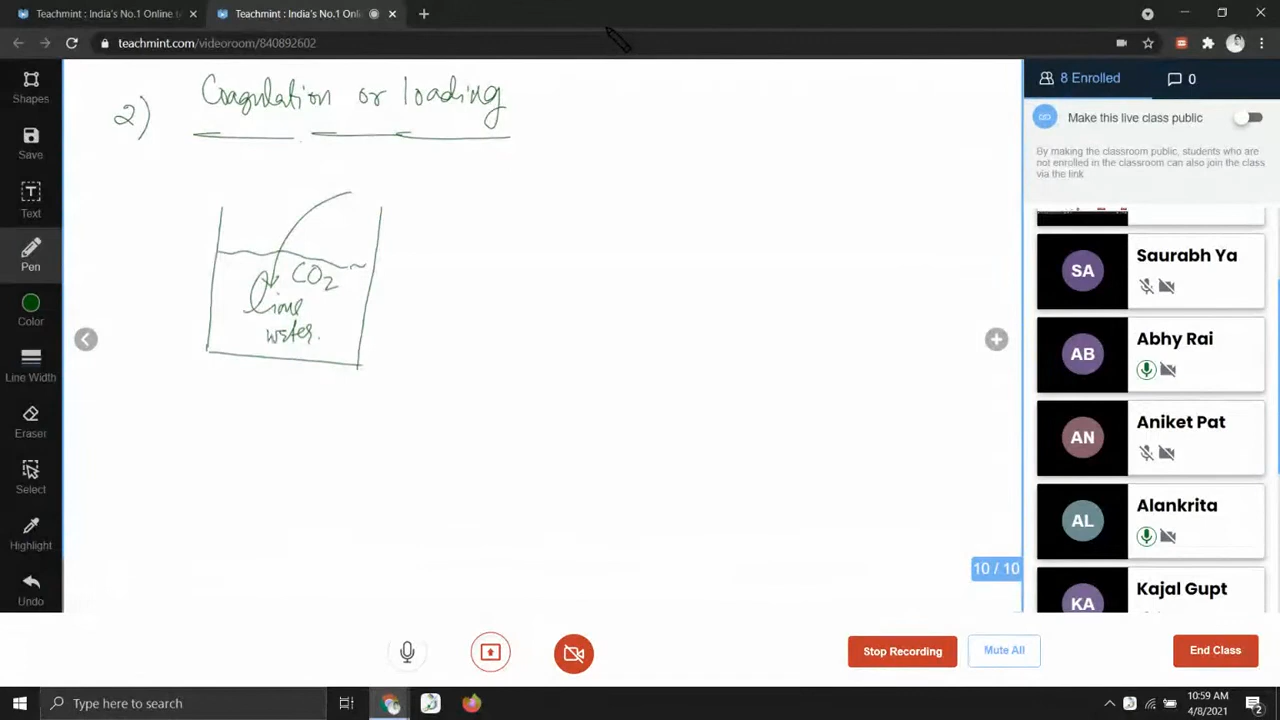 Teachmint : India's No.1 Online t
Teachmint : India's No.1 Onl
teachmint.com/videoroom/840892602
Shapes
Save
Text
Pen
Color
Line Width
Eraser
Select
Highlight
Undo
2) Coagulation or loading
CO2
lime
water.
10 / 10
8 Enrolled
0
Make this live class public
By making the classroom public, students who are
not enrolled in the classroom can also join the class
via the link
SA Saurabh Ya
AB Abhy Rai
AN Aniket Pat
AL Alankrita
KA Kajal Gupt
Stop Recording
Mute All
End Class
Type here to search
10:59 AM
4/8/2021
2